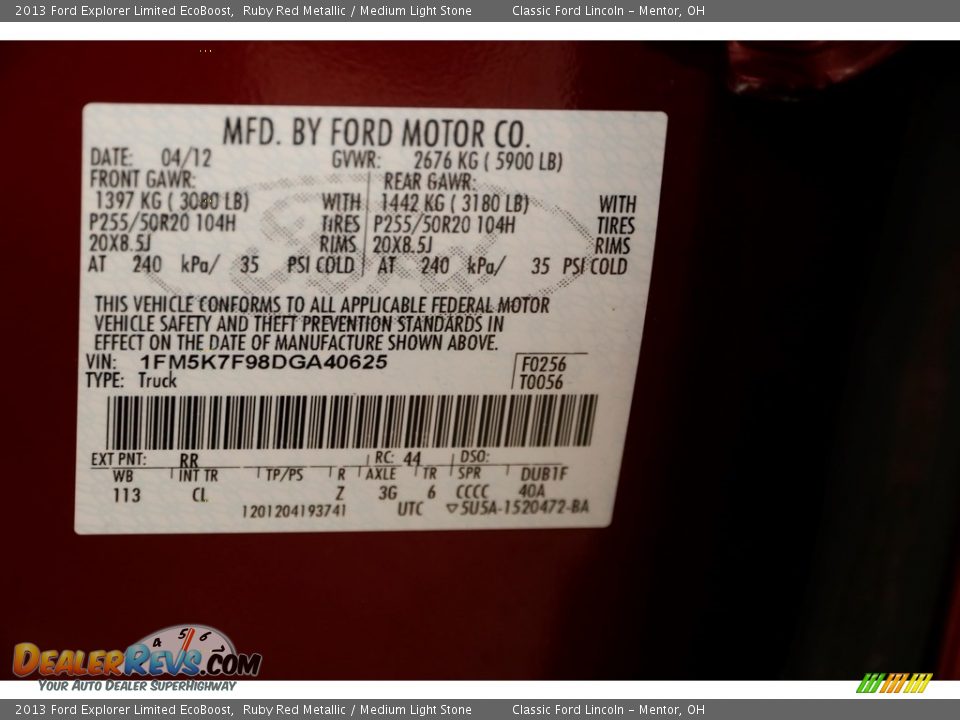 2013 Ford Explorer Limited EcoBoost, Ruby Red Metallic / Medium Light Stone Classic Ford Lincoln - Mentor, OH
MFD. BY FORD MOTOR CO.
DATE: 04/12 GVWR: 2676 KG ( 5900 LB)
FRONT GAWR: REAR GAWR:
1397 KG ( 3080 LB) WITH 1442 KG ( 3180 LB) WITH
P255/50R20 104H TIRES P255/50R20 104H TIRES
20X8.5J RIMS 20X8.5J RIMS
AT 240 kPa/ 35 PSI COLD AT 240 kPa/ 35 PSI COLD
Ford
THIS VEHICLE CONFORMS TO ALL APPLICABLE FEDERAL MOTOR
VEHICLE SAFETY AND THEFT PREVENTION STANDARDS IN
EFFECT ON THE DATE OF MANUFACTURE SHOWN ABOVE.
VIN: 1FM5K7F98DGA40625 F0256
TYPE: Truck T0056
EXT PNT: RR RC: 44 DSO:
WB INT TR TP/PS R AXLE TR SPR DUB1F
113 CL Z 3G 6 CCCC 40A
1201204193741 UTC ▽5U5A-1520472-BA
4 5 6
DealerRevs.com
Your Auto Dealer SuperHighway
2013 Ford Explorer Limited EcoBoost, Ruby Red Metallic / Medium Light Stone Classic Ford Lincoln - Mentor, OH